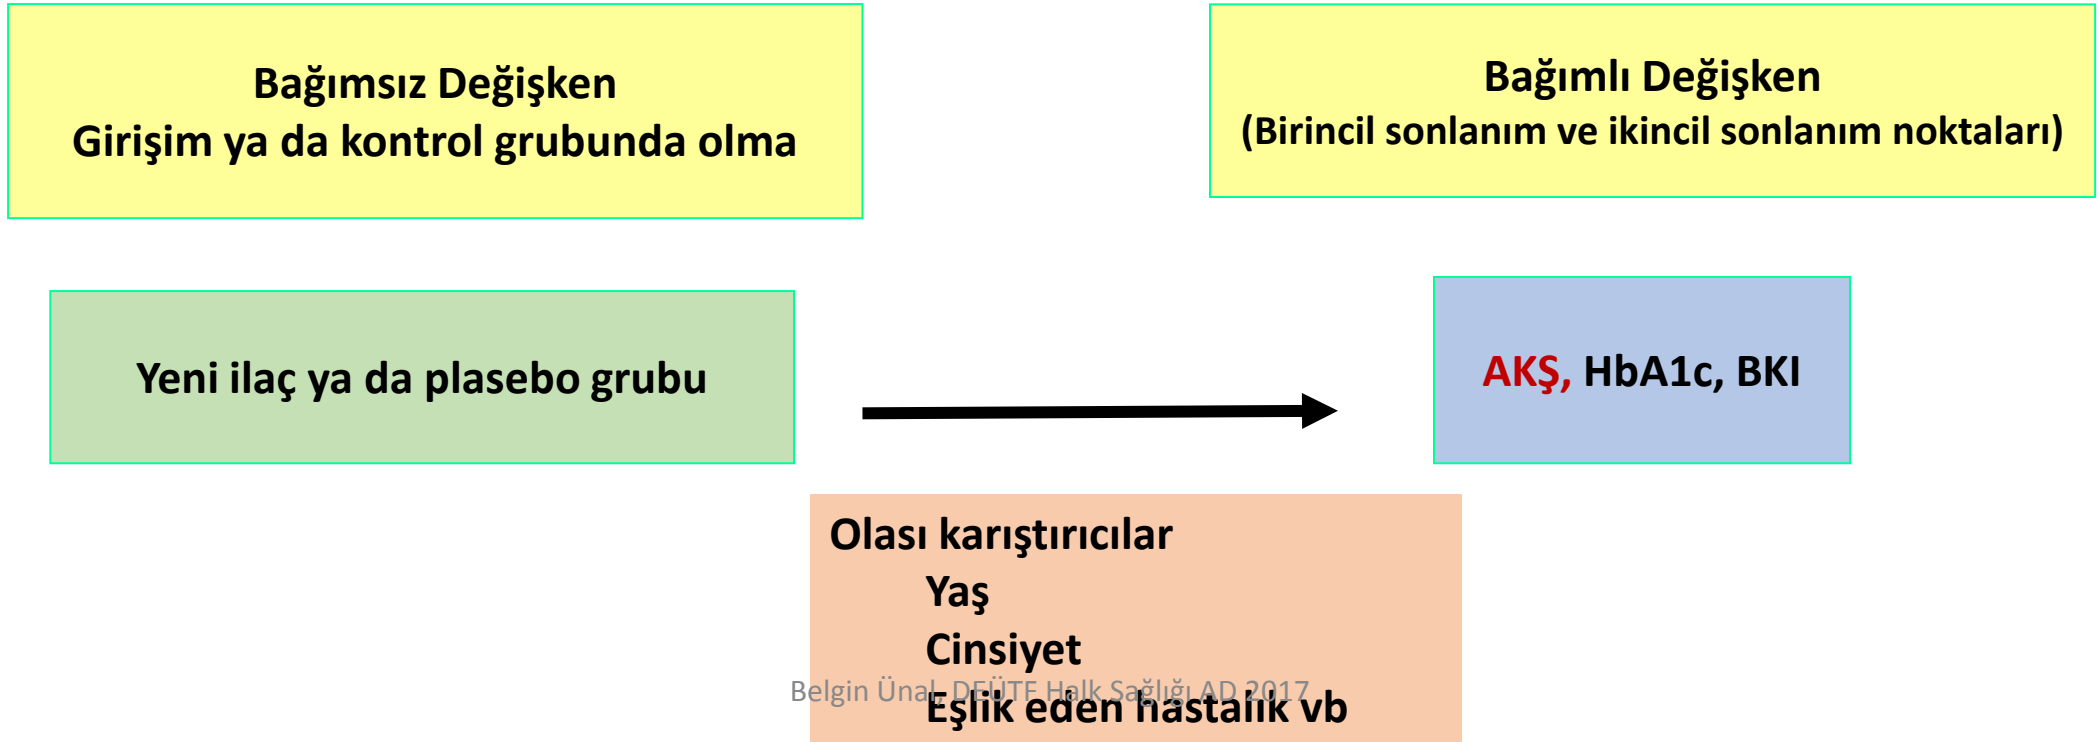 Bağımsız Değişken
Girişim ya da kontrol grubunda olma
Bağımlı Değişken
(Birincil sonlanım ve ikincil sonlanım noktaları)
Yeni ilaç ya da plasebo grubu
AKŞ, HbA1c, BKI
Olası karıştırıcılar
Yaş
Cinsiyet
Eşlik eden hastalık vb
Belgin Ünal, DEÜTF Halk Sağlığı AD 2017